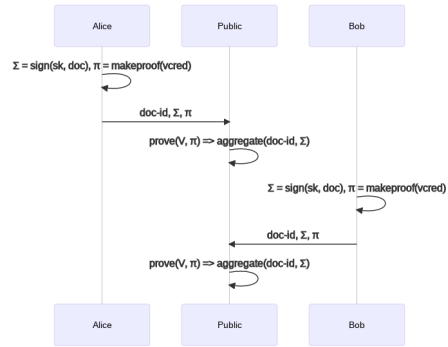 Alice Public Bob
Σ = sign(sk, doc), π = makeproof(vcred)
doc-id, Σ, π
prove(V, π) => aggregate(doc-id, Σ)
Σ = sign(sk, doc), π = makeproof(vcred)
doc-id, Σ, π
prove(V, π) => aggregate(doc-id, Σ)
Alice Public Bob